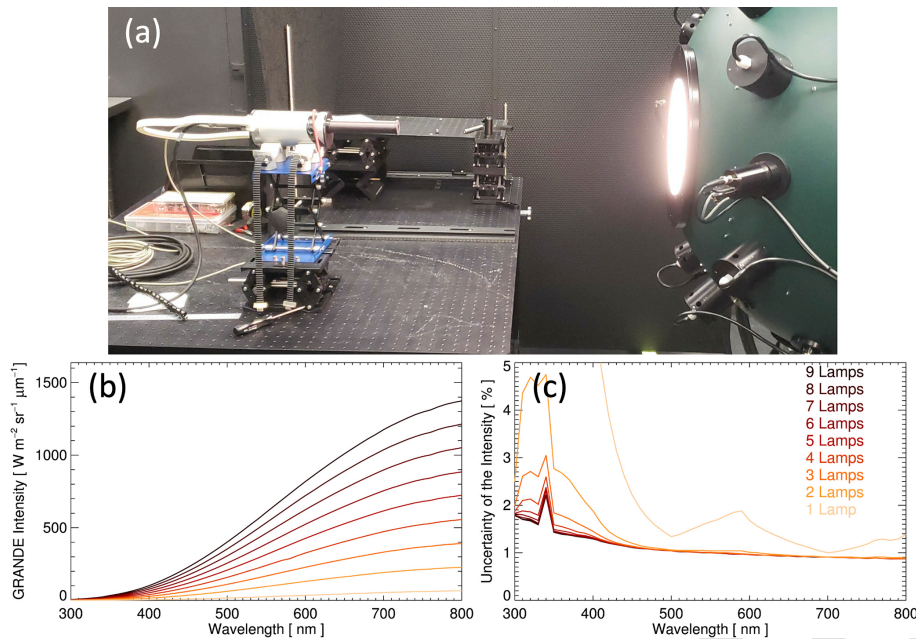 (a)
(b)
GRANDE Intensity [ W m⁻² sr⁻¹ μm⁻¹ ]
1500
1000
500
0
300 400 500 600 700 800
Wavelength [ nm ]
(c)
Uncertainty of the Intensity [ % ]
5
4
3
2
1
0
9 Lamps
8 Lamps
7 Lamps
6 Lamps
5 Lamps
4 Lamps
3 Lamps
2 Lamps
1 Lamp
300 400 500 600 700 800
Wavelength [ nm ]